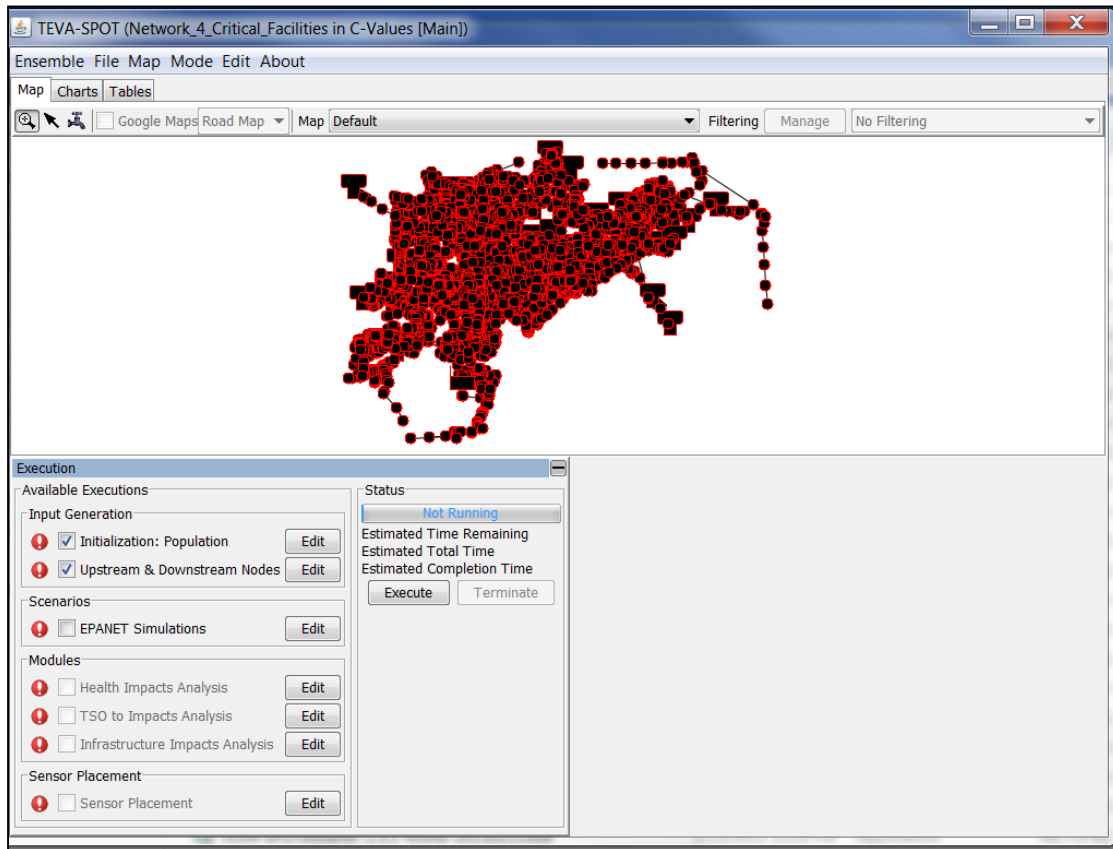 TEVA-SPOT (Network_4_Critical_Facilities in C-Values [Main])
Ensemble File Map Mode Edit About
Map Charts Tables
Google Maps Road Map Map Default Filtering Manage No Filtering
Execution
Available Executions
Input Generation
Initialization: Population Edit
Upstream & Downstream Nodes Edit
Scenarios
EPANET Simulations Edit
Modules
Health Impacts Analysis Edit
TSO to Impacts Analysis Edit
Infrastructure Impacts Analysis Edit
Sensor Placement
Sensor Placement Edit
Status
Not Running
Estimated Time Remaining
Estimated Total Time
Estimated Completion Time
Execute Terminate